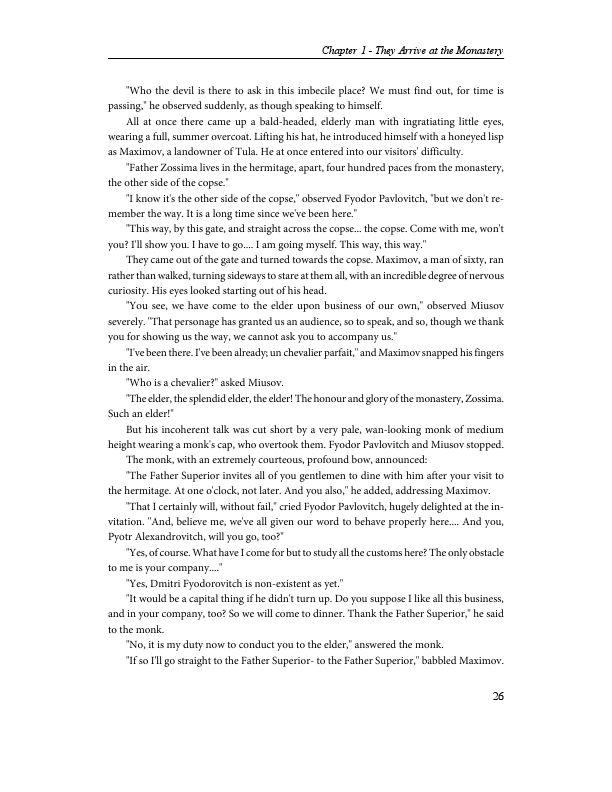 Chapter 1 - They Arrive at the Monastery
"Who the devil is there to ask in this imbecile place? We must find out, for time is
passing," he observed suddenly, as though speaking to himself.
All at once there came up a bald-headed, elderly man with ingratiating little eyes,
wearing a full, summer overcoat. Lifting his hat, he introduced himself with a honeyed lisp
as Maximov, a landowner of Tula. He at once entered into our visitors' difficulty.
"Father Zossima lives in the hermitage, apart, four hundred paces from the monastery,
the other side of the copse."
"I know it's the other side of the copse," observed Fyodor Pavlovitch, "but we don't re-
member the way. It is a long time since we've been here."
"This way, by this gate, and straight across the copse... the copse. Come with me, won't
you? I'll show you. I have to go.... I am going myself. This way, this way."
They came out of the gate and turned towards the copse. Maximov, a man of sixty, ran
rather than walked, turning sideways to stare at them all, with an incredible degree of nervous
curiosity. His eyes looked starting out of his head.
"You see, we have come to the elder upon business of our own," observed Miusov
severely. "That personage has granted us an audience, so to speak, and so, though we thank
you for showing us the way, we cannot ask you to accompany us."
"I've been there. I've been already; un chevalier parfait," and Maximov snapped his fingers
in the air.
"Who is a chevalier?" asked Miusov.
"The elder, the splendid elder, the elder! The honour and glory of the monastery, Zossima.
Such an elder!"
But his incoherent talk was cut short by a very pale, wan-looking monk of medium
height wearing a monk's cap, who overtook them. Fyodor Pavlovitch and Miusov stopped.
The monk, with an extremely courteous, profound bow, announced:
"The Father Superior invites all of you gentlemen to dine with him after your visit to
the hermitage. At one o'clock, not later. And you also," he added, addressing Maximov.
"That I certainly will, without fail," cried Fyodor Pavlovitch, hugely delighted at the in-
vitation. "And, believe me, we've all given our word to behave properly here.... And you,
Pyotr Alexandrovitch, will you go, too?"
"Yes, of course. What have I come for but to study all the customs here? The only obstacle
to me is your company...."
"Yes, Dmitri Fyodorovitch is non-existent as yet."
"It would be a capital thing if he didn't turn up. Do you suppose I like all this business,
and in your company, too? So we will come to dinner. Thank the Father Superior," he said
to the monk.
"No, it is my duty now to conduct you to the elder," answered the monk.
"If so I'll go straight to the Father Superior- to the Father Superior," babbled Maximov.
26